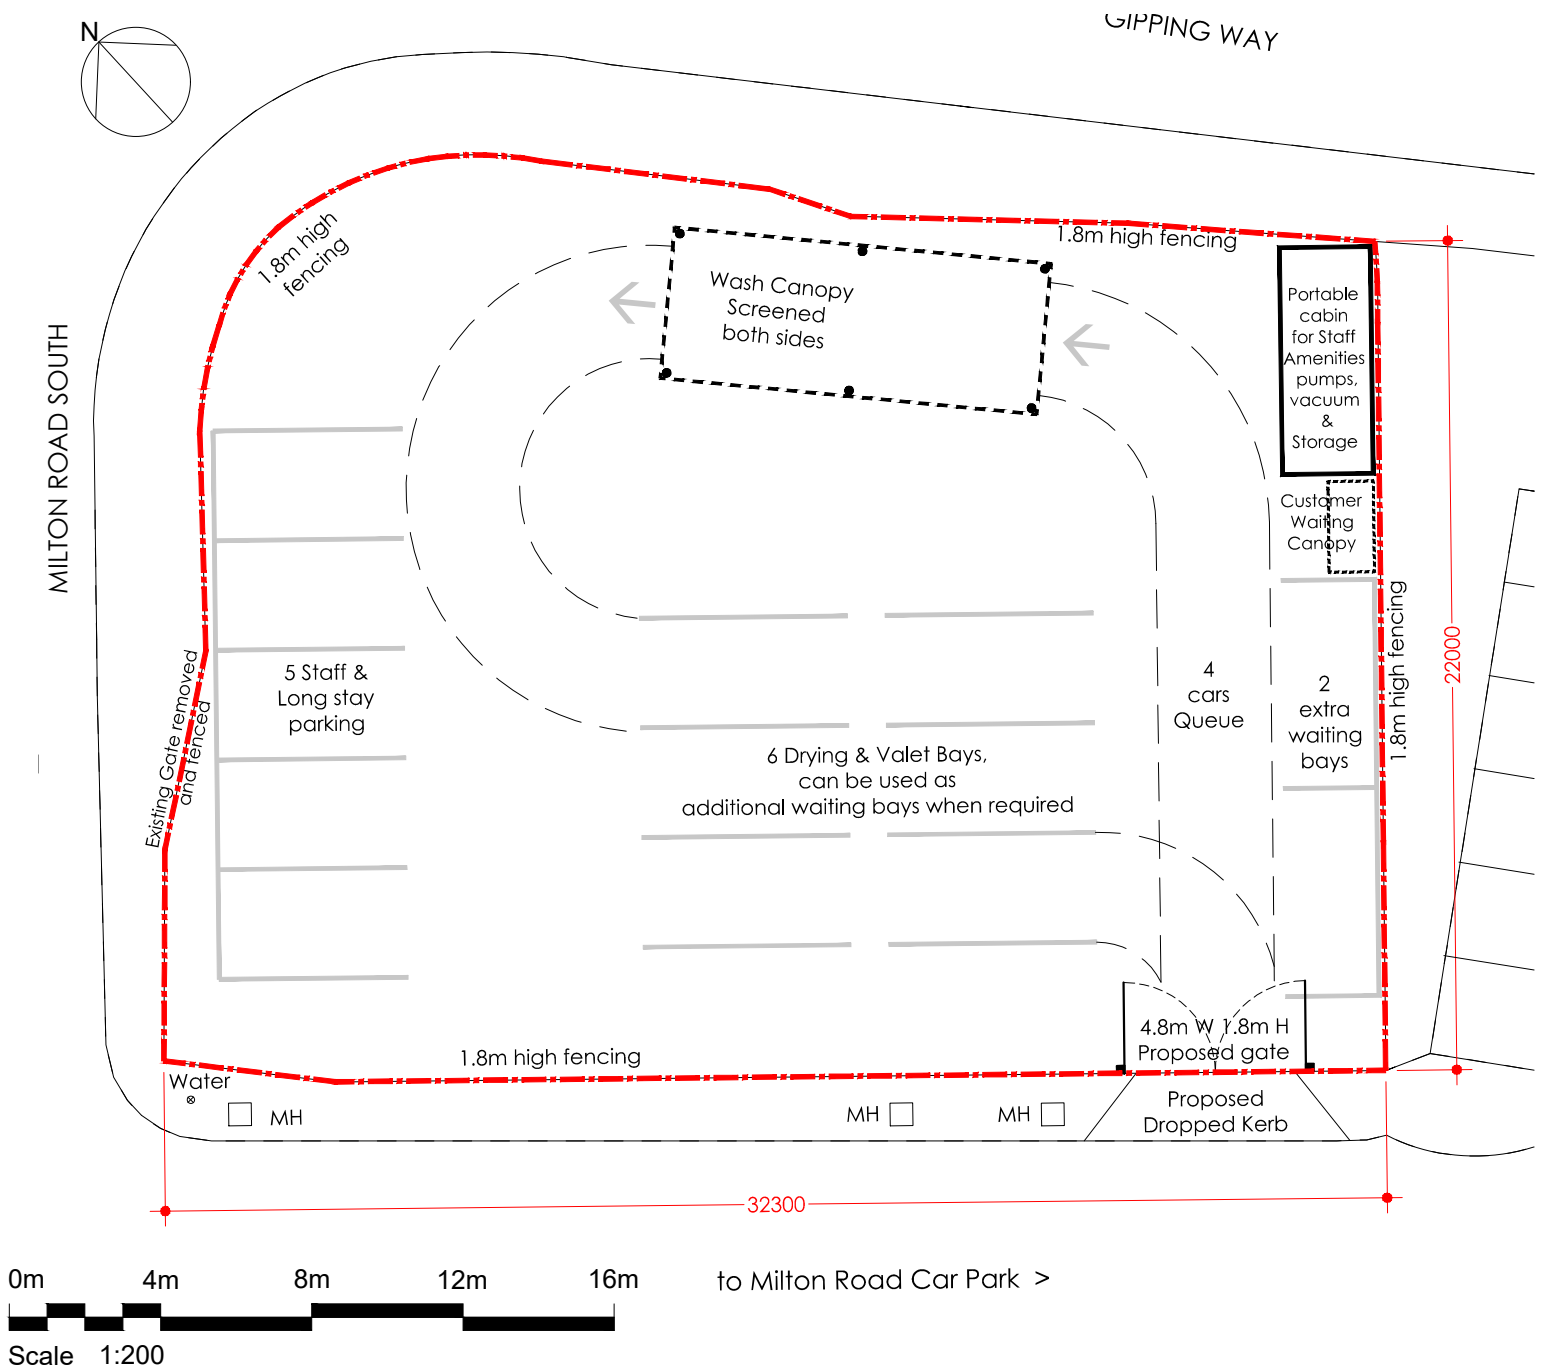 GIPPING WAY
N
1.8m high
fencing
1.8m high fencing
Wash Canopy
Screened
both sides
Portable
cabin
for Staff
Amenities
pumps,
vacuum
&
Storage
MILTON ROAD SOUTH
Customer
Waiting
Canopy
1.8m high fencing
22000
Existing Gate removed
and fenced
5 Staff &
Long stay
parking
4
cars
Queue
2
extra
waiting
bays
6 Drying & Valet Bays,
can be used as
additional waiting bays when required
4.8m W 1.8m H
Proposed gate
1.8m high fencing
Water
MH
MH
MH
Proposed
Dropped Kerb
32300
0m 4m 8m 12m 16m
to Milton Road Car Park >
Scale 1:200